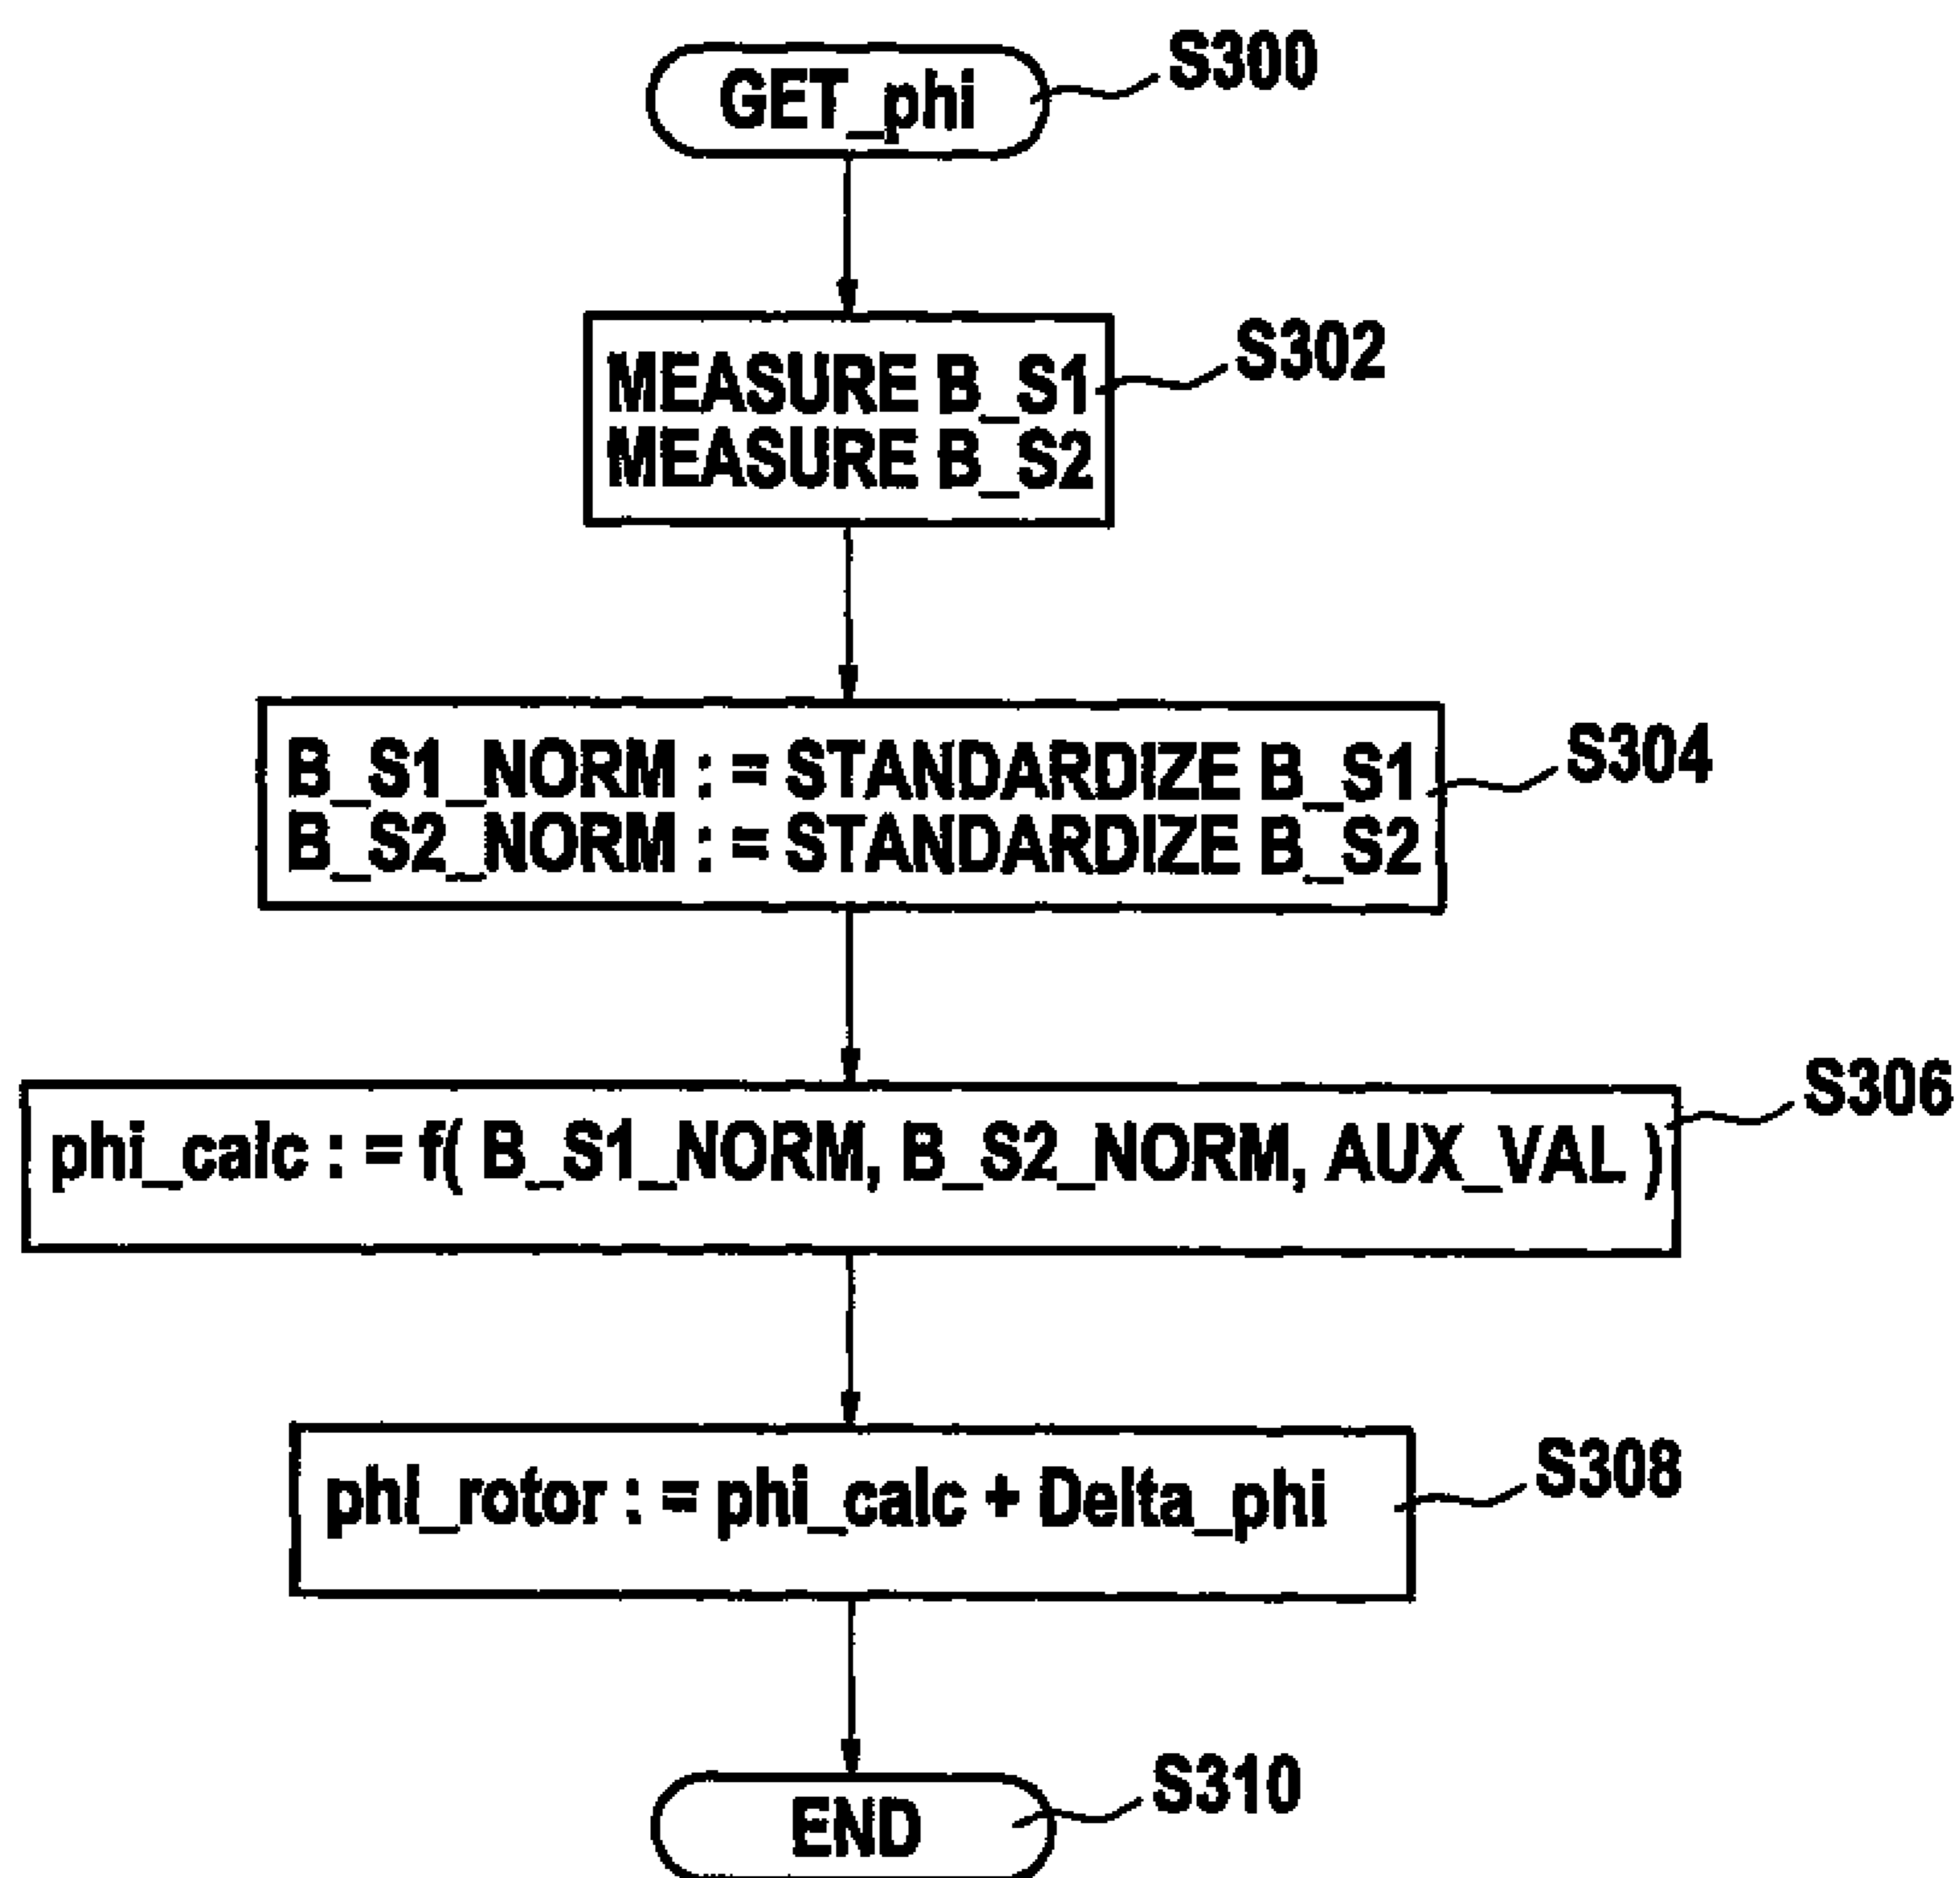 GET_phi
S300
MEASURE B_S1
MEASURE B_S2
S302
B_S1_NORM := STANDARDIZE B_S1
B_S2_NORM := STANDARDIZE B_S2
S304
phi_calc := f( B_S1_NORM, B_S2_NORM, AUX_VAL )
S306
phi_rotor := phi_calc + Delta_phi
S308
END
S310